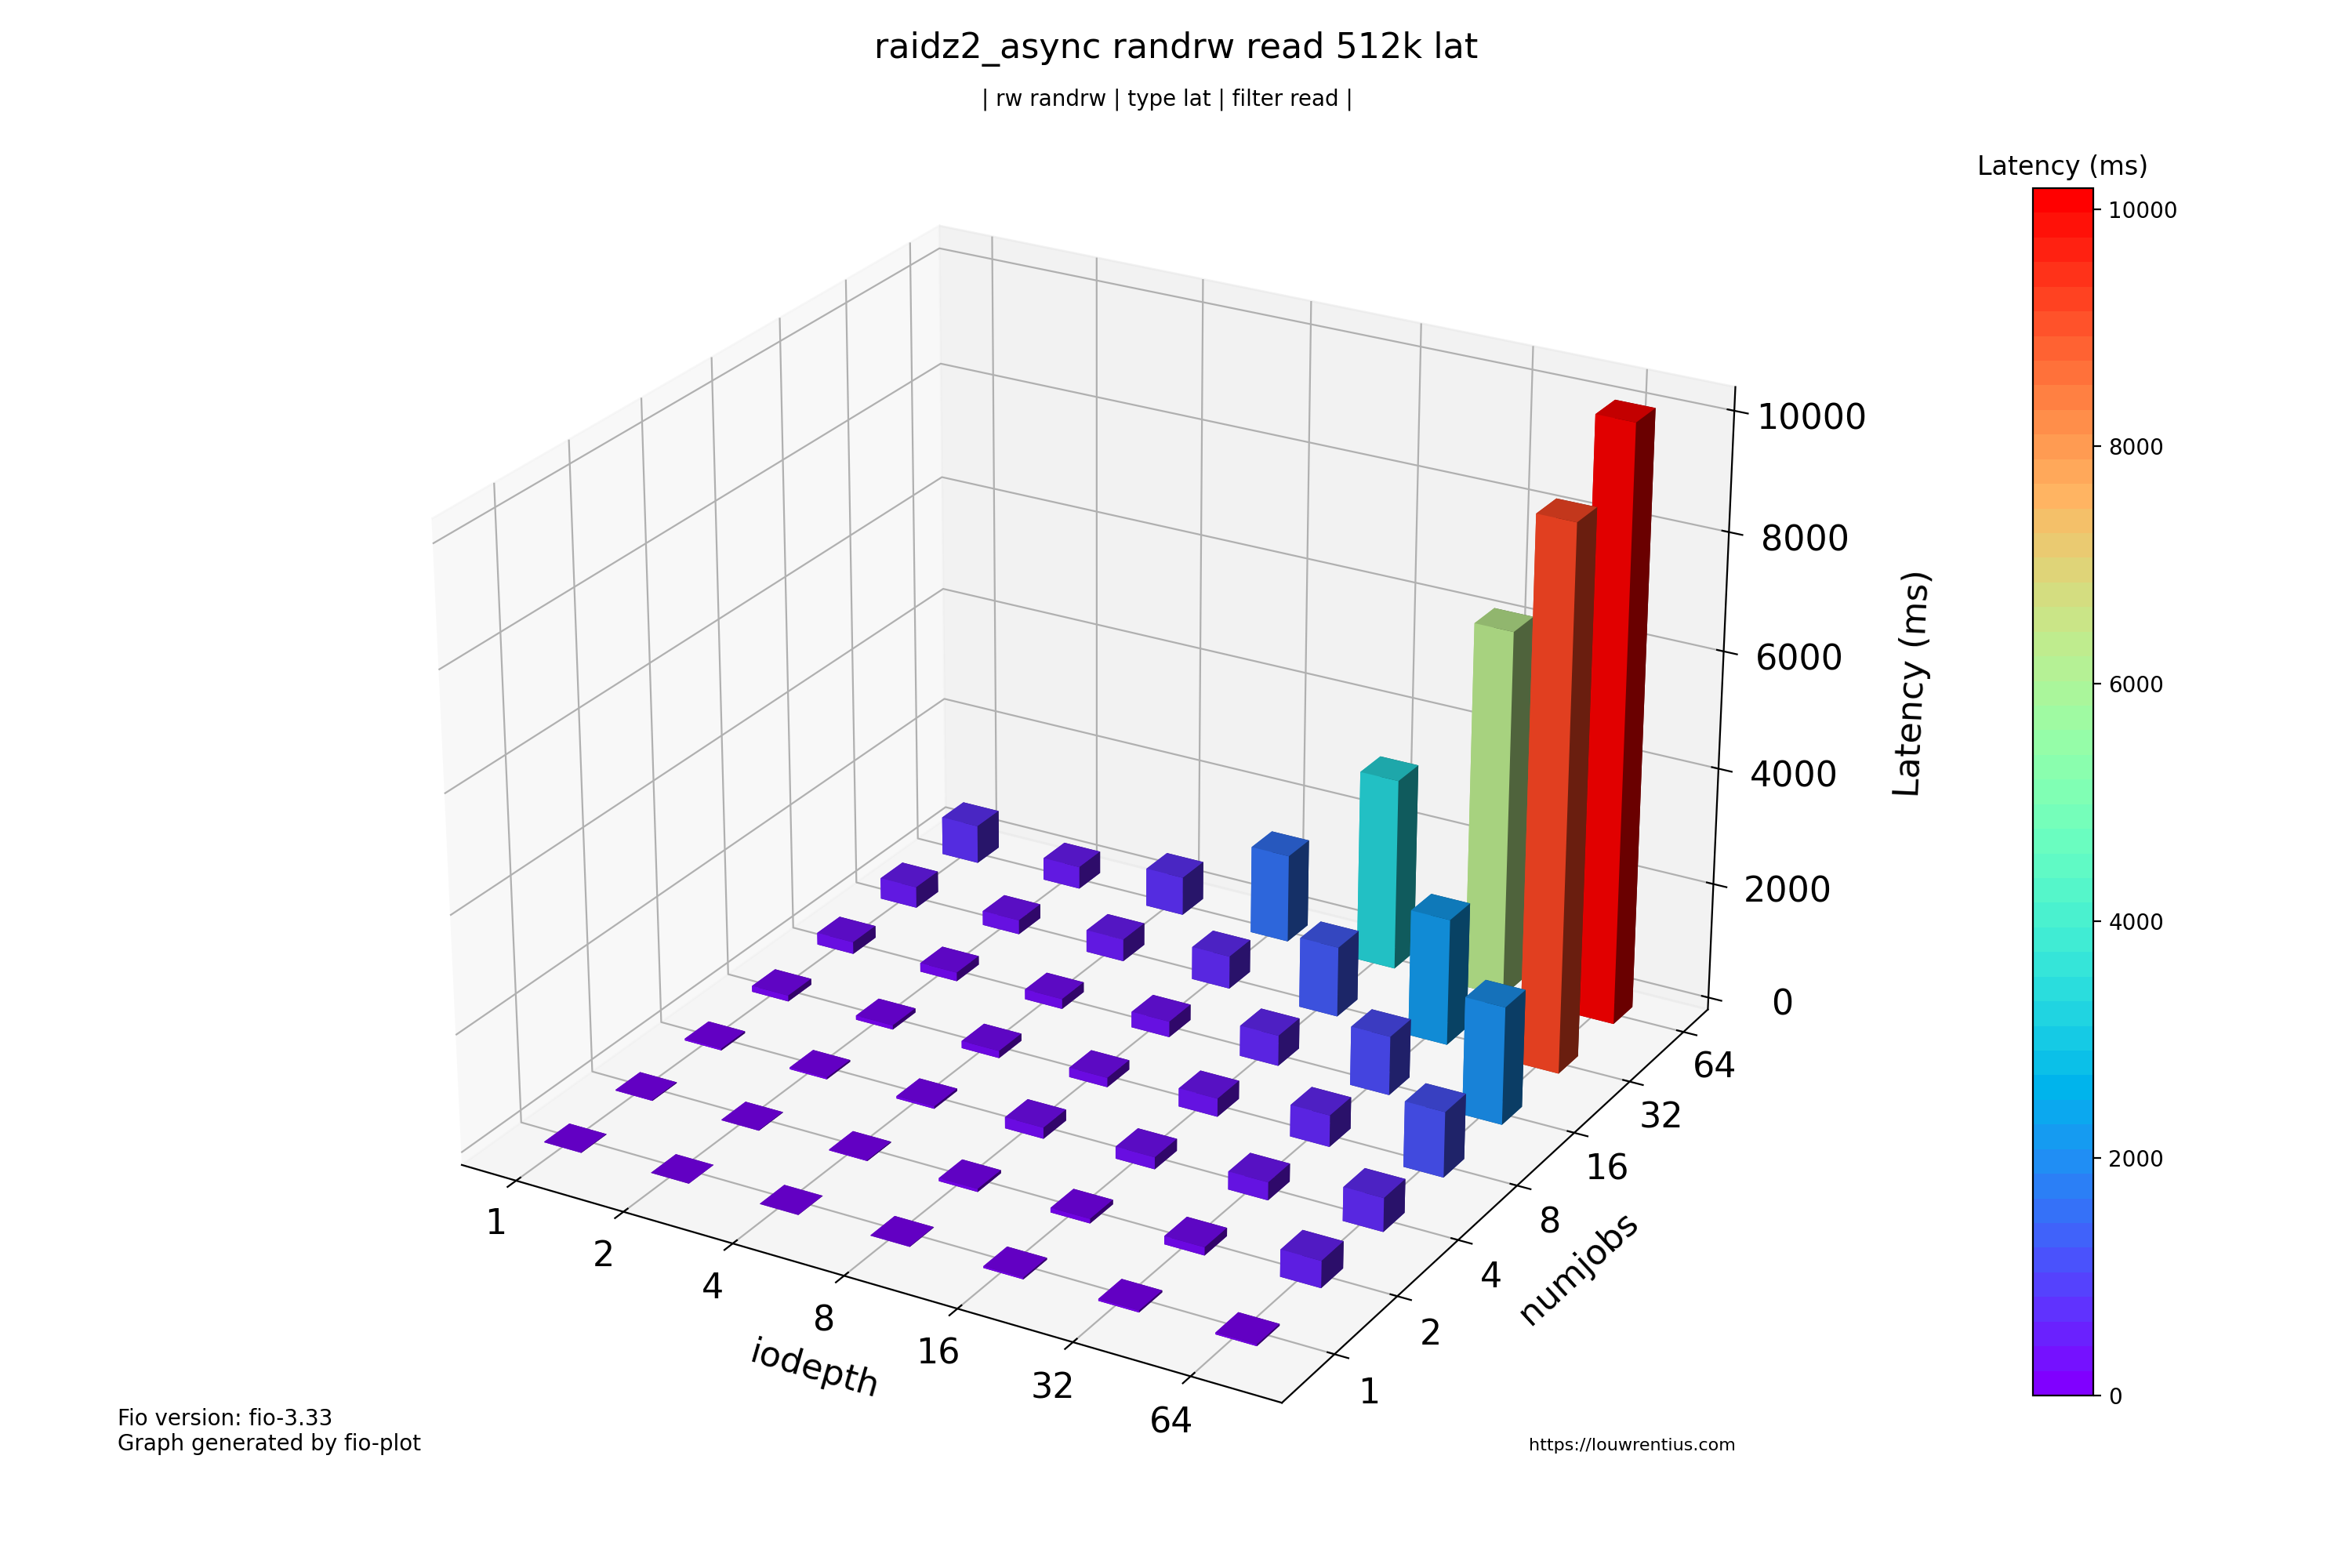 raidz2_async randrw read 512k lat
| rw randrw | type lat | filter read |
Latency (ms)
10000
8000
6000
4000
2000
0
10000
8000
6000
4000
2000
0
Latency (ms)
64
32
16
8
4
2
1
numjobs
1
2
4
8
16
32
64
iodepth
Fio version: fio-3.33
Graph generated by fio-plot
https://louwrentius.com